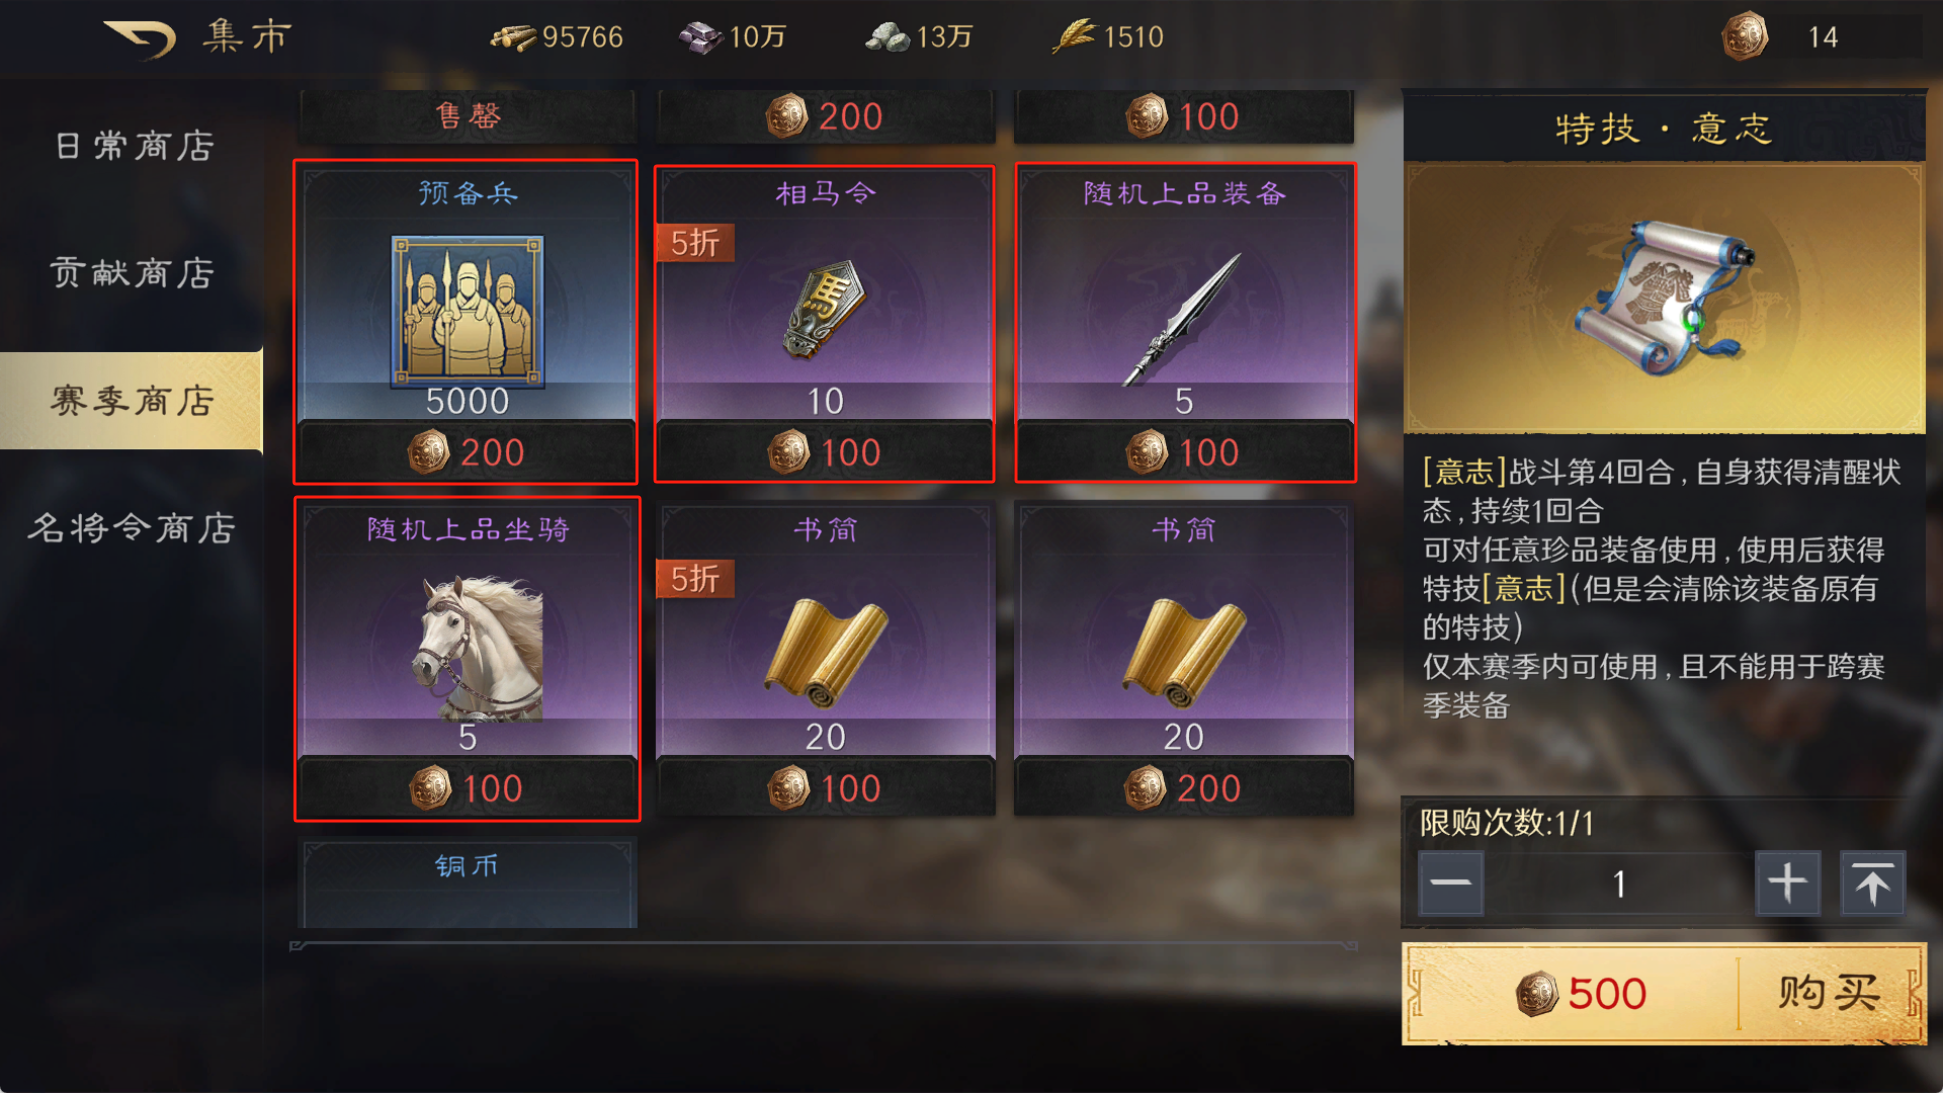 集市
95766
10万
13万
1510
14
日常商店
贡献商店
赛季商店
名将令商店
售罄
200
100
预备兵
5000
200
相马令
5折
10
100
随机上品装备
5
100
随机上品坐骑
5
100
书简
5折
20
100
书简
20
200
铜币
特技·意志
[意志]战斗第4回合,自身获得清醒状
态,持续1回合
可对任意珍品装备使用,使用后获得
特技[意志](但是会清除该装备原有
的特技)
仅本赛季内可使用,且不能用于跨赛
季装备
限购次数:1/1
1
500
购买